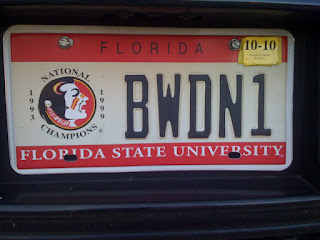 FLORIDA
10-10
NATIONAL
1993
1999
CHAMPIONS®
BWDN1
FLORIDA STATE UNIVERSITY